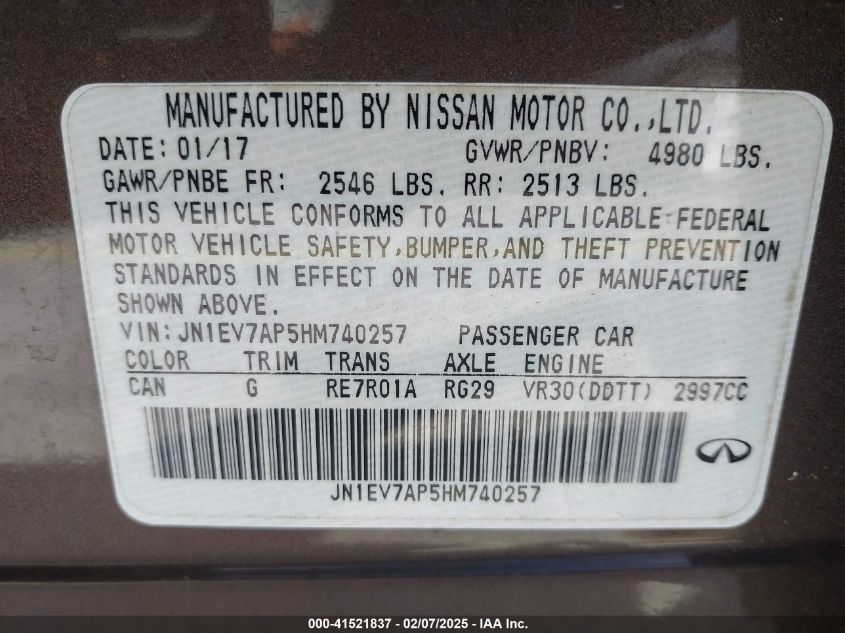 MANUFACTURED BY NISSAN MOTOR CO.,LTD.
DATE: 01/17 GVWR/PNBV: 4980 LBS.
GAWR/PNBE FR: 2546 LBS. RR: 2513 LBS.
THIS VEHICLE CONFORMS TO ALL APPLICABLE FEDERAL
MOTOR VEHICLE SAFETY,BUMPER,AND THEFT PREVENTION
STANDARDS IN EFFECT ON THE DATE OF MANUFACTURE
SHOWN ABOVE.
VIN:JN1EV7AP5HM740257 PASSENGER CAR
COLOR TRIM TRANS AXLE ENGINE
CAN G RE7R01A RG29 VR30(DDTT) 2997CC
JN1EV7AP5HM740257
000-41521837 - 02/07/2025 - IAA Inc.